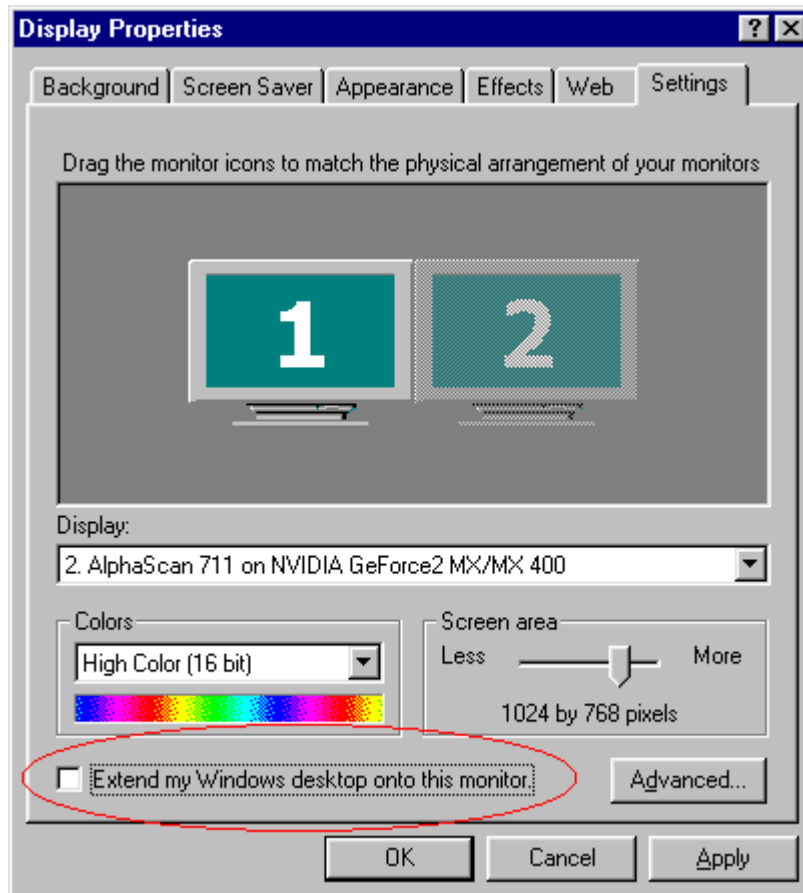 Display Properties
Background Screen Saver Appearance Effects Web Settings
Drag the monitor icons to match the physical arrangement of your monitors
1 2
Display:
2. AlphaScan 711 on NVIDIA GeForce2 MX/MX 400
Colors
High Color (16 bit)
Screen area
Less More
1024 by 768 pixels
Extend my Windows desktop onto this monitor.
Advanced...
OK Cancel Apply